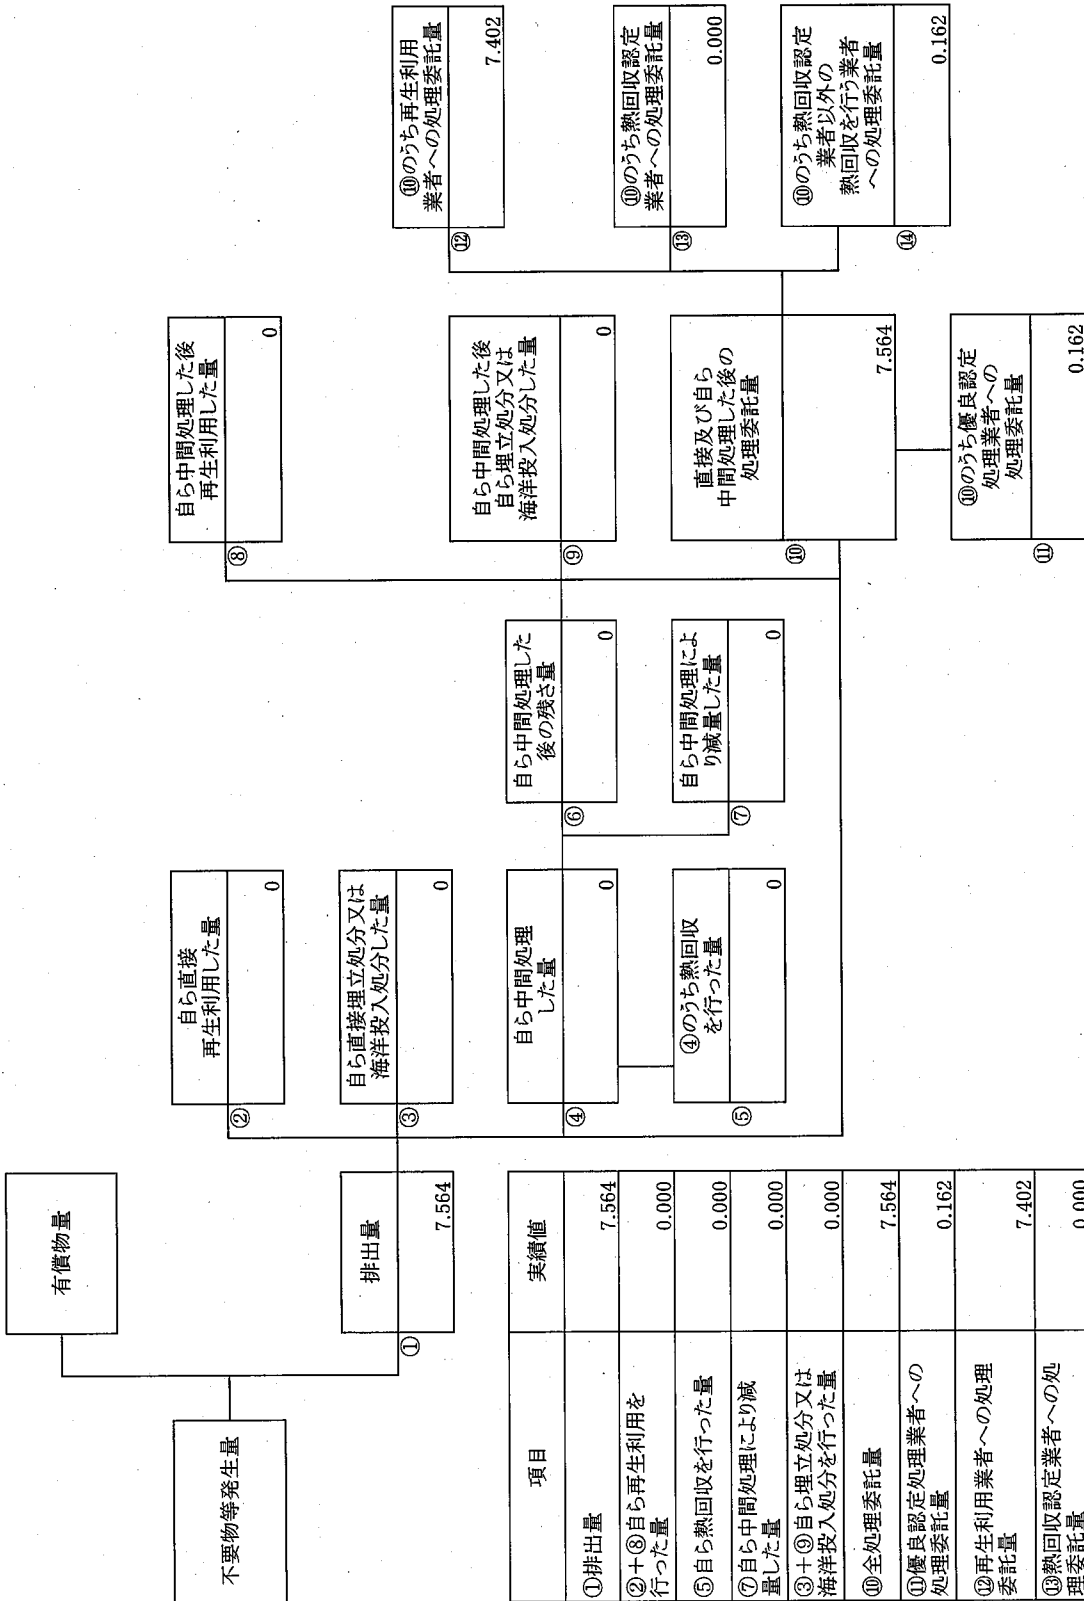 不要物等発生量
有償物量
①
排出量
7.564
②
自ら直接
再生利用した量
0
③
自ら直接埋立処分又は
海洋投入処分した量
0
④
自ら中間処理
した量
0
⑤
④のうち熱回収
を行った量
0
⑥
自ら中間処理した
後の残さ量
0
⑦
自ら中間処理によ
り減量した量
0
⑧
自ら中間処理した後
再生利用した量
0
⑨
自ら中間処理した後
自ら埋立処分又は
海洋投入処分した量
0
⑩
直接及び自ら
中間処理した後の
処理委託量
7.564
⑪
⑩のうち優良認定
処理業者への
処理委託量
0.162
⑫
⑩のうち再生利用
業者への処理委託量
7.402
⑬
⑩のうち熱回収認定
業者への処理委託量
0.000
⑭
⑩のうち熱回収認定
業者以外の
熱回収を行う業者
への処理委託量
0.162
項目 実績値
①排出量 7.564
②+⑧自ら再生利用を
行った量 0.000
⑤自ら熱回収を行った量 0.000
⑦自ら中間処理により減
量した量 0.000
③+⑨自ら埋立処分又は
海洋投入処分を行った量 0.000
⑩全処理委託量 7.564
⑪優良認定処理業者への
処理委託量 0.162
⑫再生利用業者への処理
委託量 7.402
⑬熱回収認定業者への処
理委託量 0.000